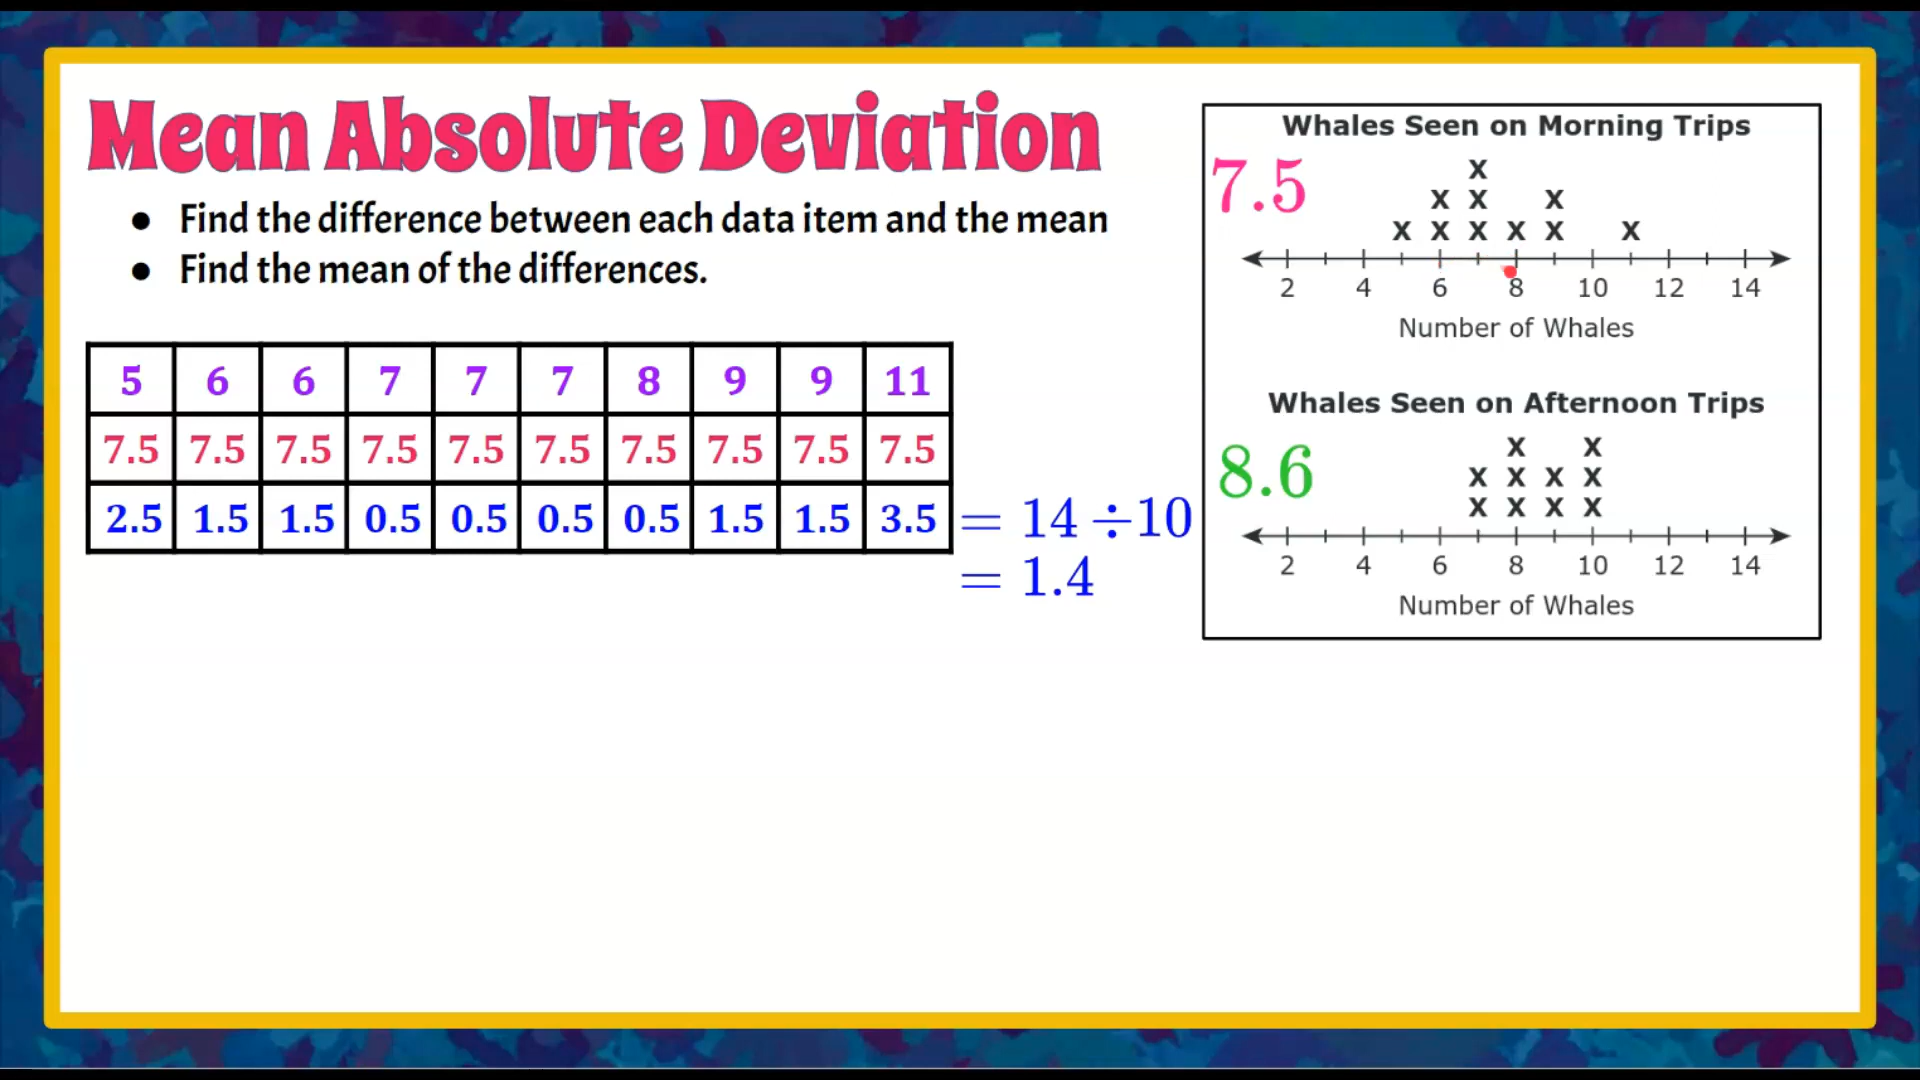 Mean Absolute Deviation
● Find the difference between each data item and the mean
● Find the mean of the differences.
5 6 6 7 7 7 8 9 9 11
7.5 7.5 7.5 7.5 7.5 7.5 7.5 7.5 7.5 7.5
2.5 1.5 1.5 0.5 0.5 0.5 0.5 1.5 1.5 3.5 = 14 ÷10
= 1.4
Whales Seen on Morning Trips
7.5
X
X X X
X X X X X X
2 4 6 8 10 12 14
Number of Whales
Whales Seen on Afternoon Trips
8.6
X X
X X X X
X X X X
2 4 6 8 10 12 14
Number of Whales